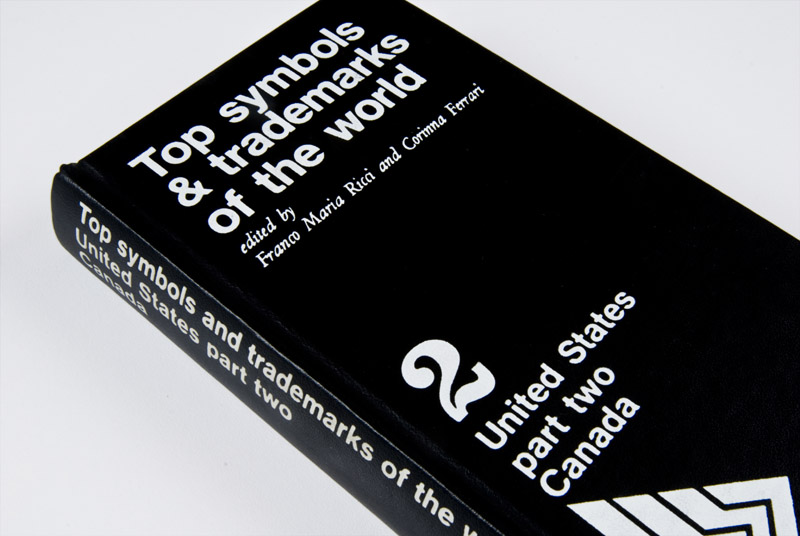 Top symbols
& trademarks
of the world
edited by
Franco Maria Ricci and Corinna Ferrari
2
United States
part two
Canada
Top symbols and trademarks of the w
United States part two
Canada